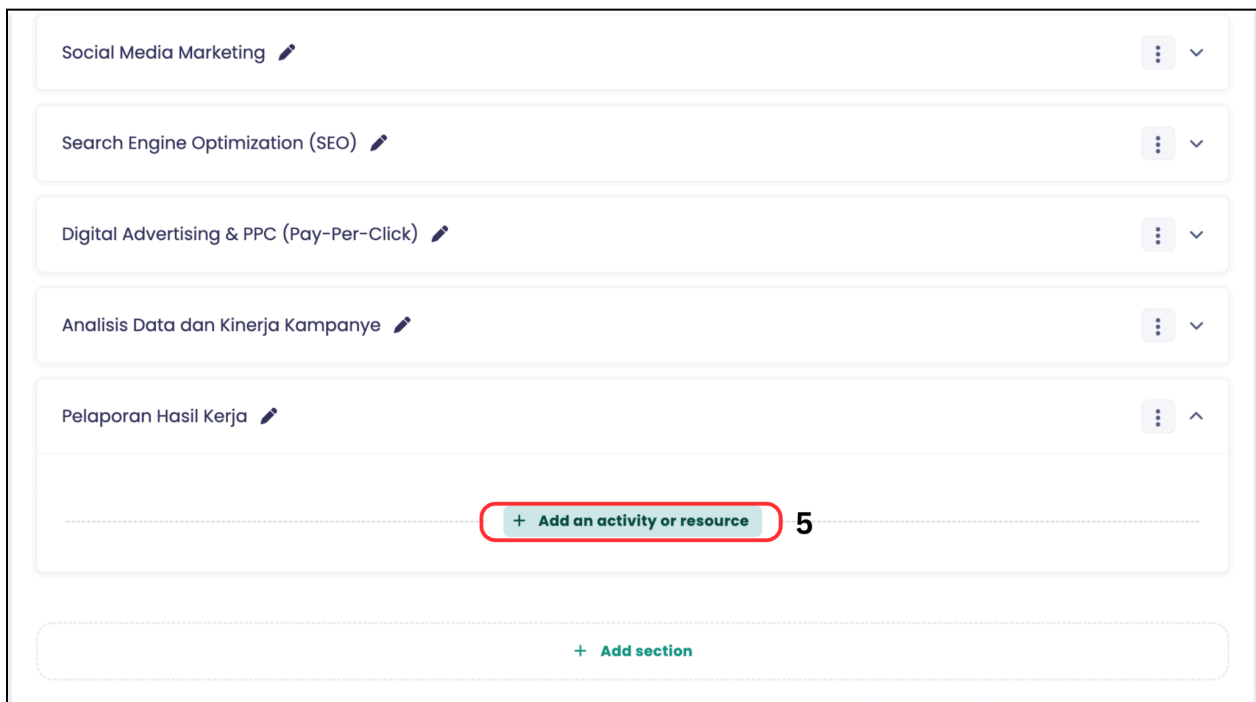 Social Media Marketing
Search Engine Optimization (SEO)
Digital Advertising & PPC (Pay-Per-Click)
Analisis Data dan Kinerja Kampanye
Pelaporan Hasil Kerja
+ Add an activity or resource 5
+ Add section